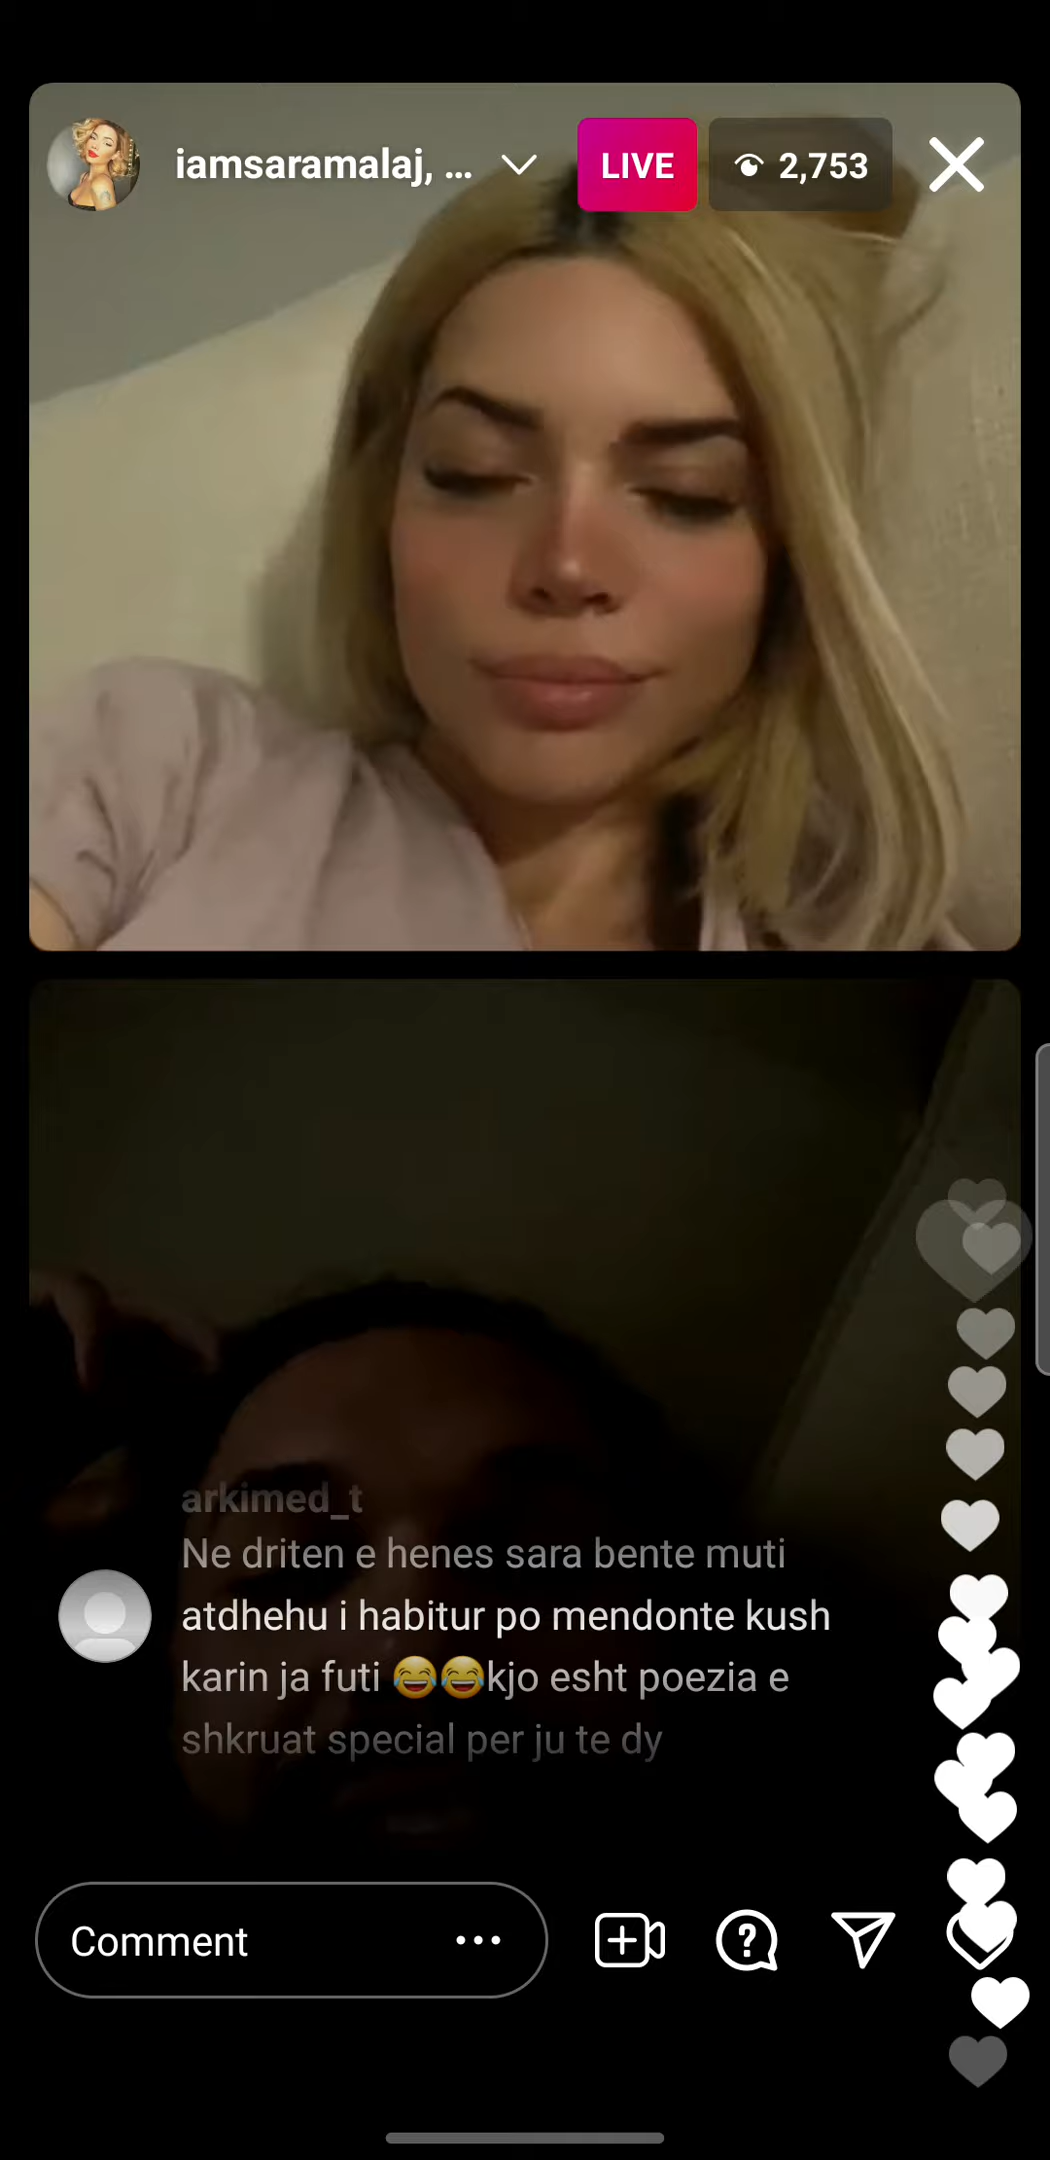 iamsaramalaj, ...
LIVE
2,753
arkimed_t
Ne driten e henes sara bente muti
atdhehu i habitur po mendonte kush
karin ja futi 😂😂kjo esht poezia e
shkruat special per ju te dy
Comment